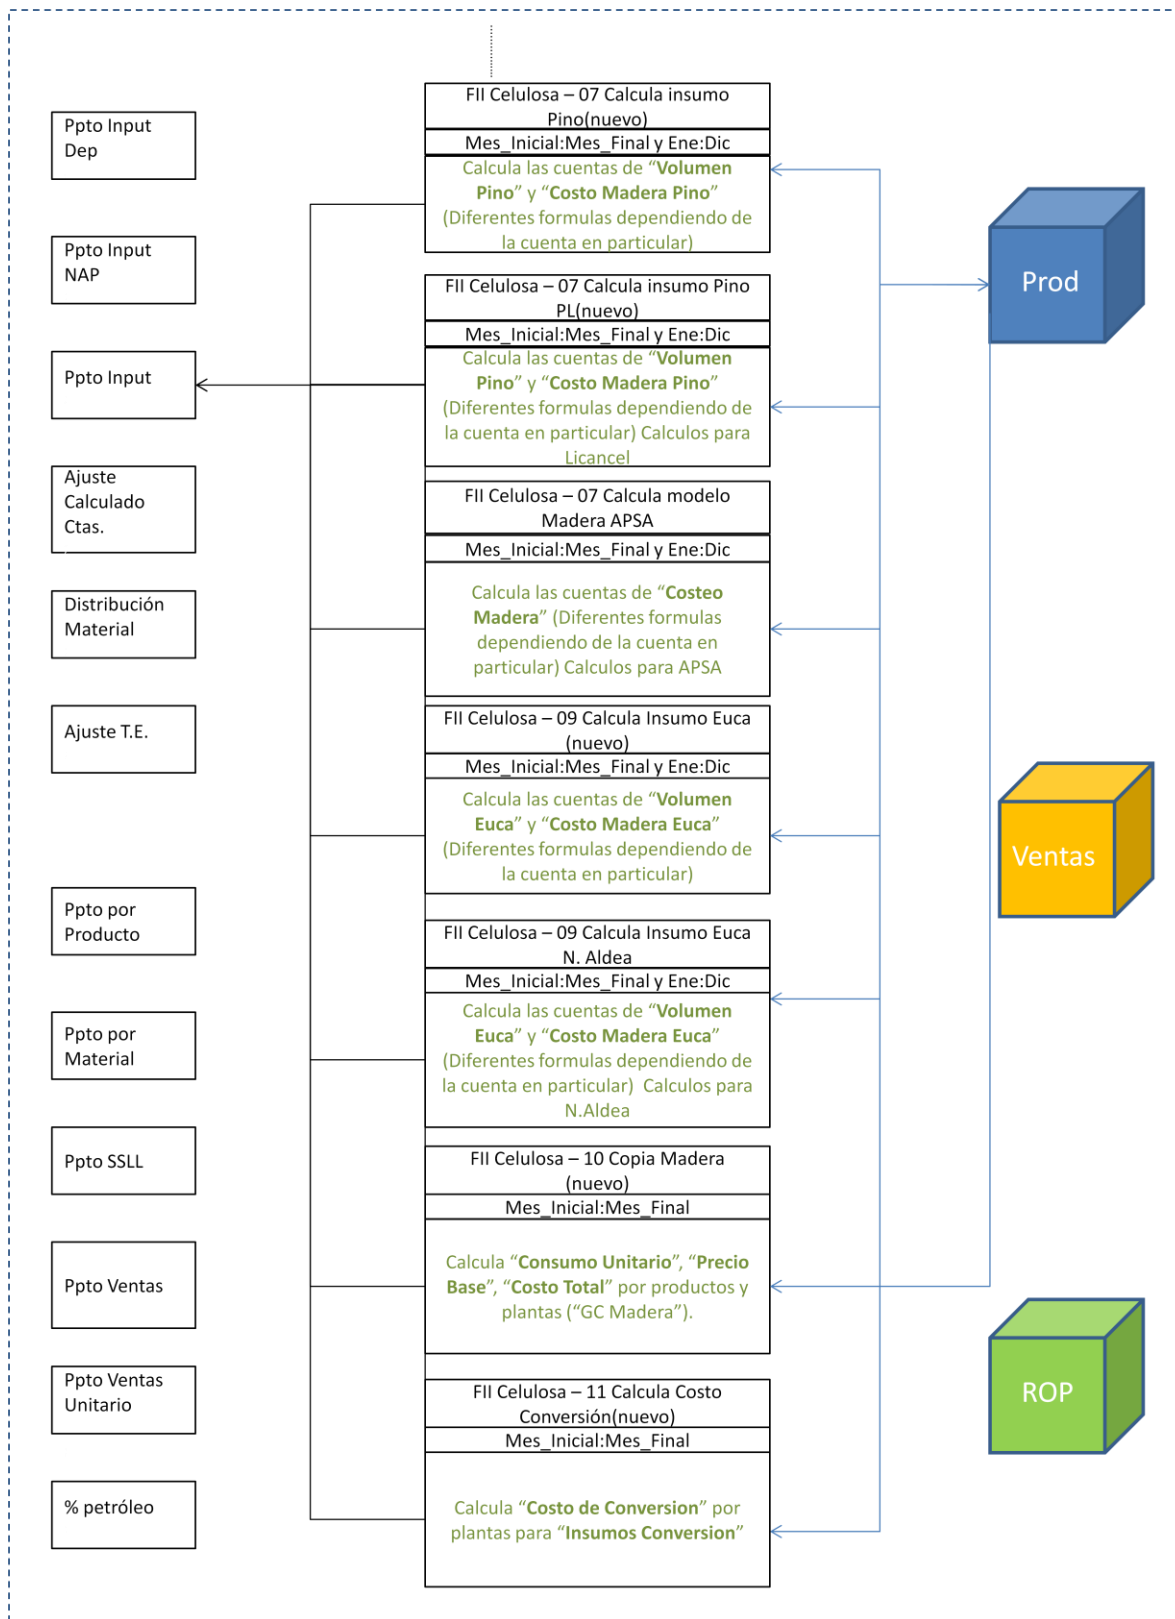 Ppto Input
Dep
Ppto Input
NAP
Ppto Input
Ajuste
Calculado
Ctas.
Distribución
Material
Ajuste T.E.
Ppto por
Producto
Ppto por
Material
Ppto SSLL
Ppto Ventas
Ppto Ventas
Unitario
% petróleo
FII Celulosa – 07 Calcula insumo
Pino(nuevo)
Mes_Inicial:Mes_Final y Ene:Dic
Calcula las cuentas de “Volumen
Pino” y “Costo Madera Pino”
(Diferentes formulas dependiendo de
la cuenta en particular)
FII Celulosa – 07 Calcula insumo Pino
PL(nuevo)
Mes_Inicial:Mes_Final y Ene:Dic
Calcula las cuentas de “Volumen
Pino” y “Costo Madera Pino”
(Diferentes formulas dependiendo de
la cuenta en particular) Calculos para
Licancel
FII Celulosa – 07 Calcula modelo
Madera APSA
Mes_Inicial:Mes_Final y Ene:Dic
Calcula las cuentas de “Costeo
Madera” (Diferentes formulas
dependiendo de la cuenta en
particular) Calculos para APSA
FII Celulosa – 09 Calcula Insumo Euca
(nuevo)
Mes_Inicial:Mes_Final y Ene:Dic
Calcula las cuentas de “Volumen
Euca” y “Costo Madera Euca”
(Diferentes formulas dependiendo de
la cuenta en particular)
FII Celulosa – 09 Calcula Insumo Euca
N. Aldea
Mes_Inicial:Mes_Final y Ene:Dic
Calcula las cuentas de “Volumen
Euca” y “Costo Madera Euca”
(Diferentes formulas dependiendo de
la cuenta en particular) Calculos para
N.Aldea
FII Celulosa – 10 Copia Madera
(nuevo)
Mes_Inicial:Mes_Final
Calcula “Consumo Unitario”, “Precio
Base”, “Costo Total” por productos y
plantas (“GC Madera”).
FII Celulosa – 11 Calcula Costo
Conversión(nuevo)
Mes_Inicial:Mes_Final
Calcula “Costo de Conversion” por
plantas para “Insumos Conversion”
Prod
Ventas
ROP